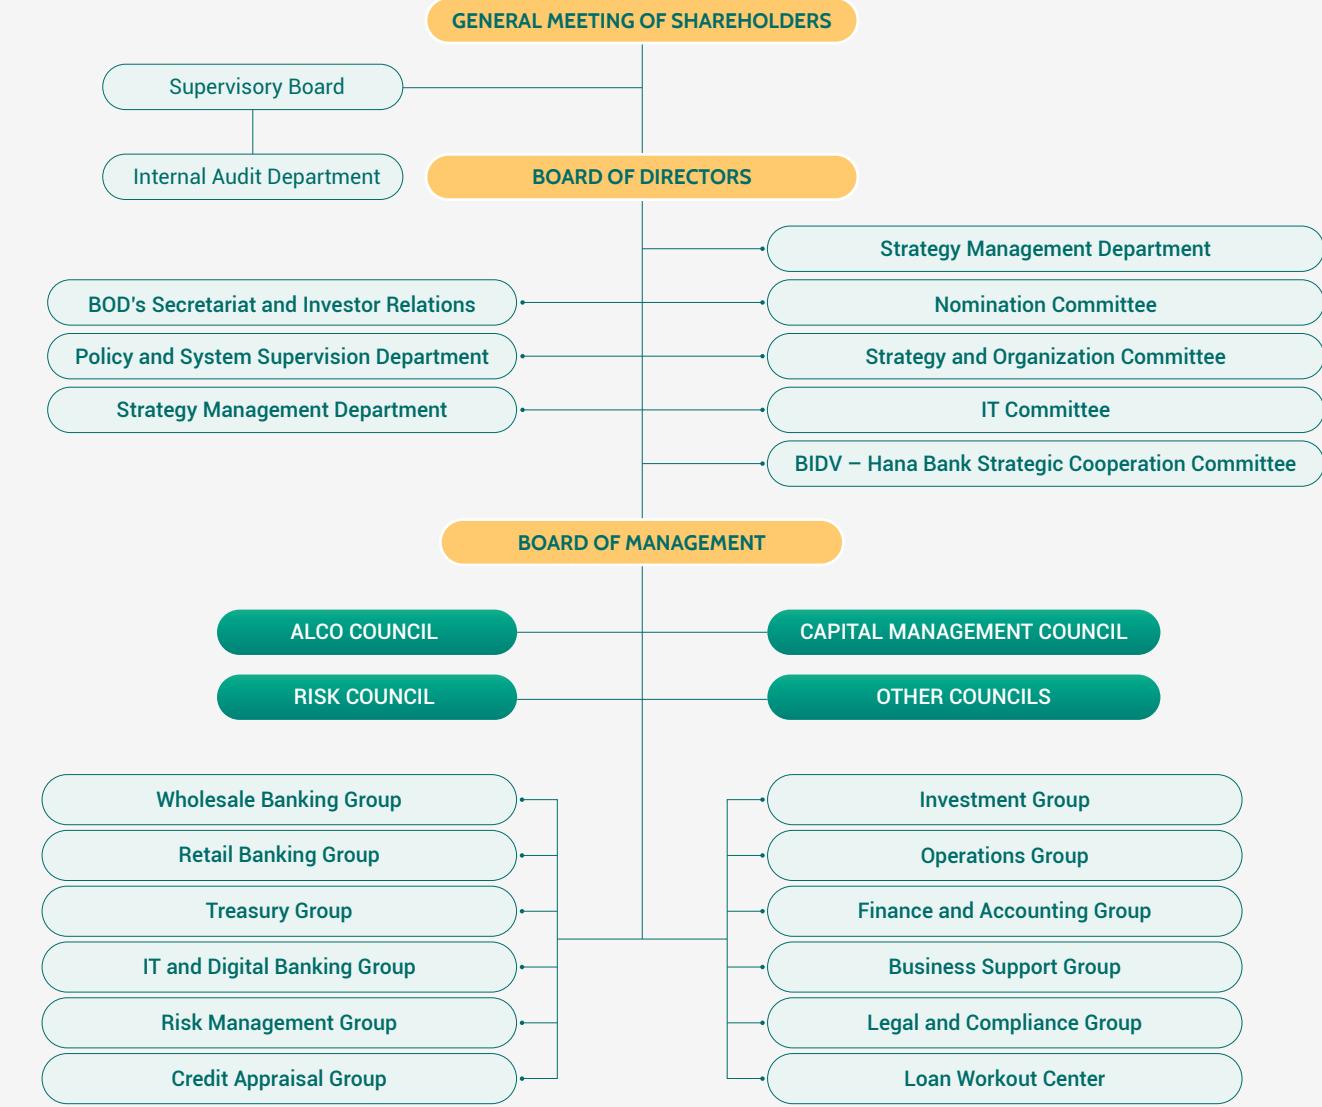 GENERAL MEETING OF SHAREHOLDERS
Supervisory Board
Internal Audit Department
BOARD OF DIRECTORS
Strategy Management Department
BOD's Secretariat and Investor Relations
Nomination Committee
Policy and System Supervision Department
Strategy and Organization Committee
Strategy Management Department
IT Committee
BIDV – Hana Bank Strategic Cooperation Committee
BOARD OF MANAGEMENT
ALCO COUNCIL
CAPITAL MANAGEMENT COUNCIL
RISK COUNCIL
OTHER COUNCILS
Wholesale Banking Group
Investment Group
Retail Banking Group
Operations Group
Treasury Group
Finance and Accounting Group
IT and Digital Banking Group
Business Support Group
Risk Management Group
Legal and Compliance Group
Credit Appraisal Group
Loan Workout Center